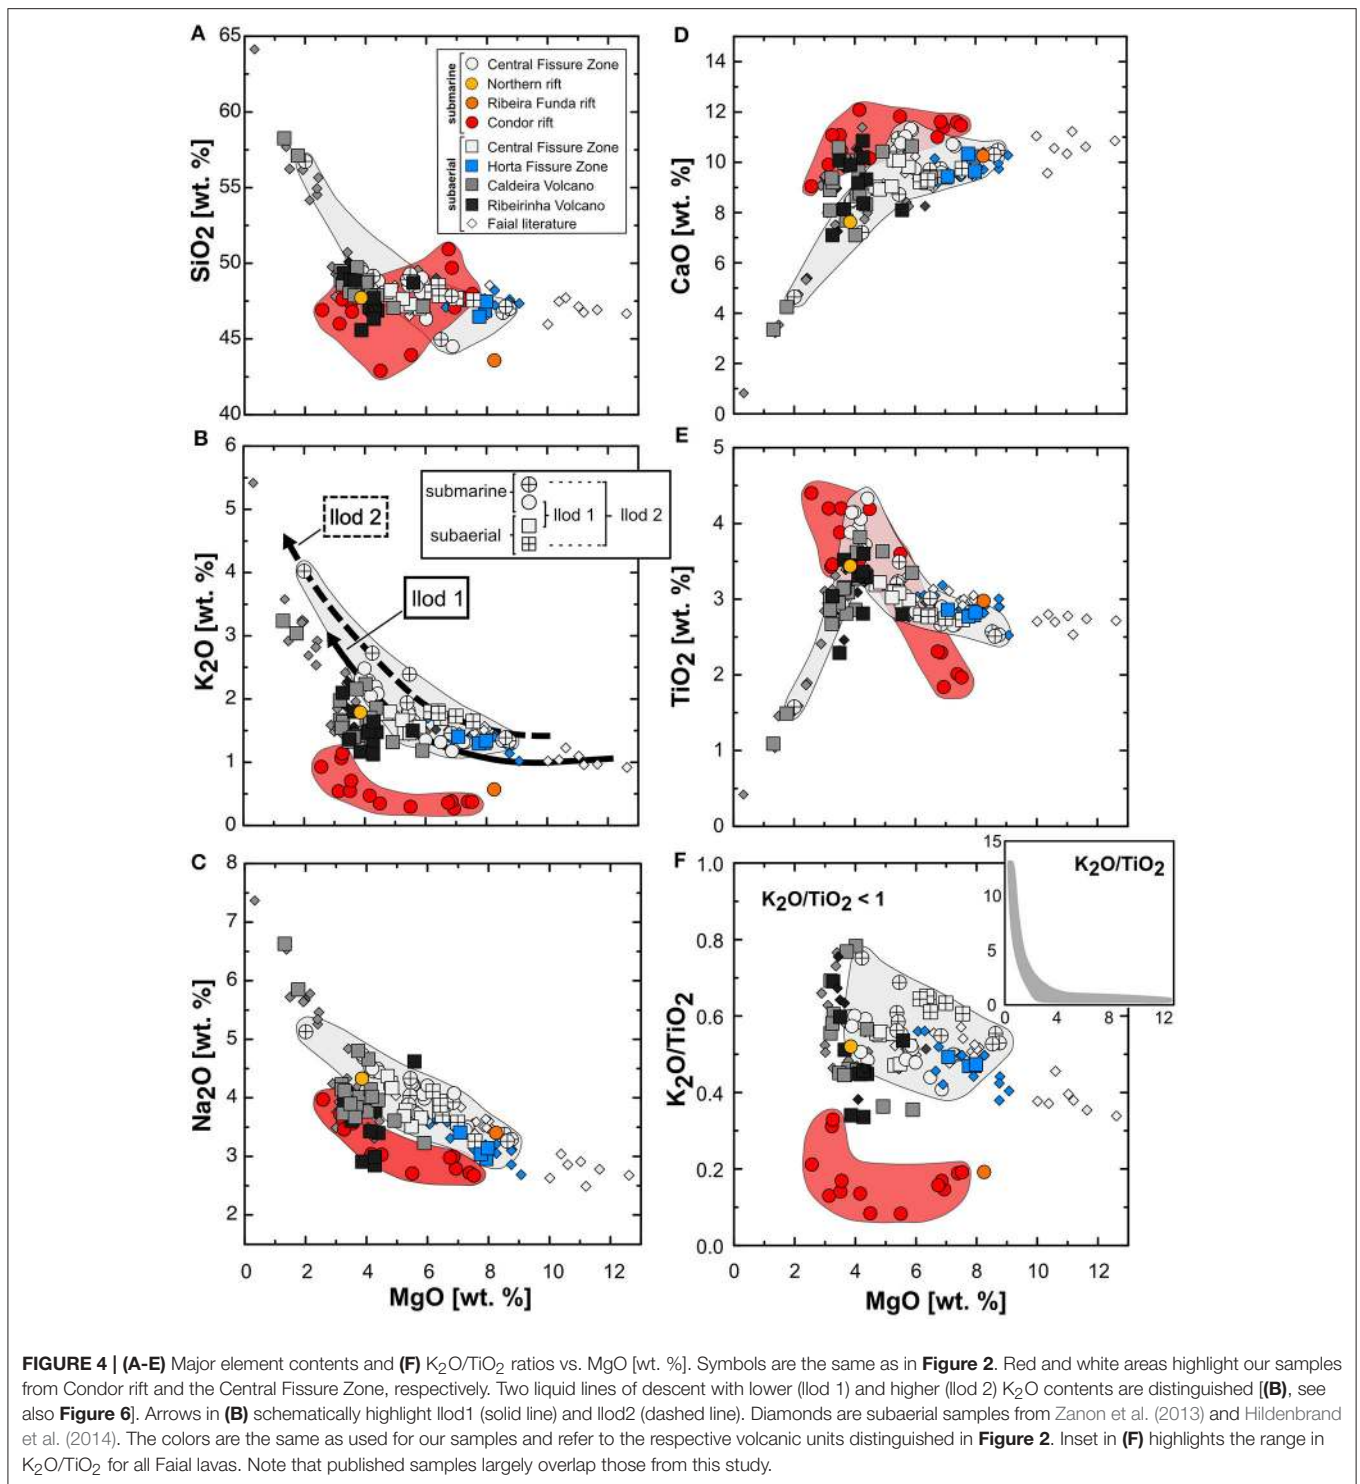 A
SiO2 [wt. %]
65
60
55
50
45
40
submarine
Central Fissure Zone
Northern rift
Ribeira Funda rift
Condor rift
subaerial
Central Fissure Zone
Horta Fissure Zone
Caldeira Volcano
Ribeirinha Volcano
Faial literature
D
CaO [wt. %]
14
12
10
8
6
4
2
0
B
K2O [wt. %]
6
5
4
3
2
1
0
llod 2
llod 1
submarine
subaerial
llod 1
llod 2
E
TiO2 [wt. %]
5
4
3
2
1
0
C
Na2O [wt. %]
8
7
6
5
4
3
2
0 2 4 6 8 10 12
MgO [wt. %]
F
K2O/TiO2
1.0
0.8
0.6
0.4
0.2
0.0
K2O/TiO2 < 1
15
10
5
0
K2O/TiO2
0 4 8 12
0 2 4 6 8 10 12
MgO [wt. %]
FIGURE 4 | (A-E) Major element contents and (F) K2O/TiO2 ratios vs. MgO [wt. %]. Symbols are the same as in Figure 2. Red and white areas highlight our samples
from Condor rift and the Central Fissure Zone, respectively. Two liquid lines of descent with lower (llod 1) and higher (llod 2) K2O contents are distinguished [(B), see
also Figure 6]. Arrows in (B) schematically highlight llod1 (solid line) and llod2 (dashed line). Diamonds are subaerial samples from Zanon et al. (2013) and Hildenbrand
et al. (2014). The colors are the same as used for our samples and refer to the respective volcanic units distinguished in Figure 2. Inset in (F) highlights the range in
K2O/TiO2 for all Faial lavas. Note that published samples largely overlap those from this study.